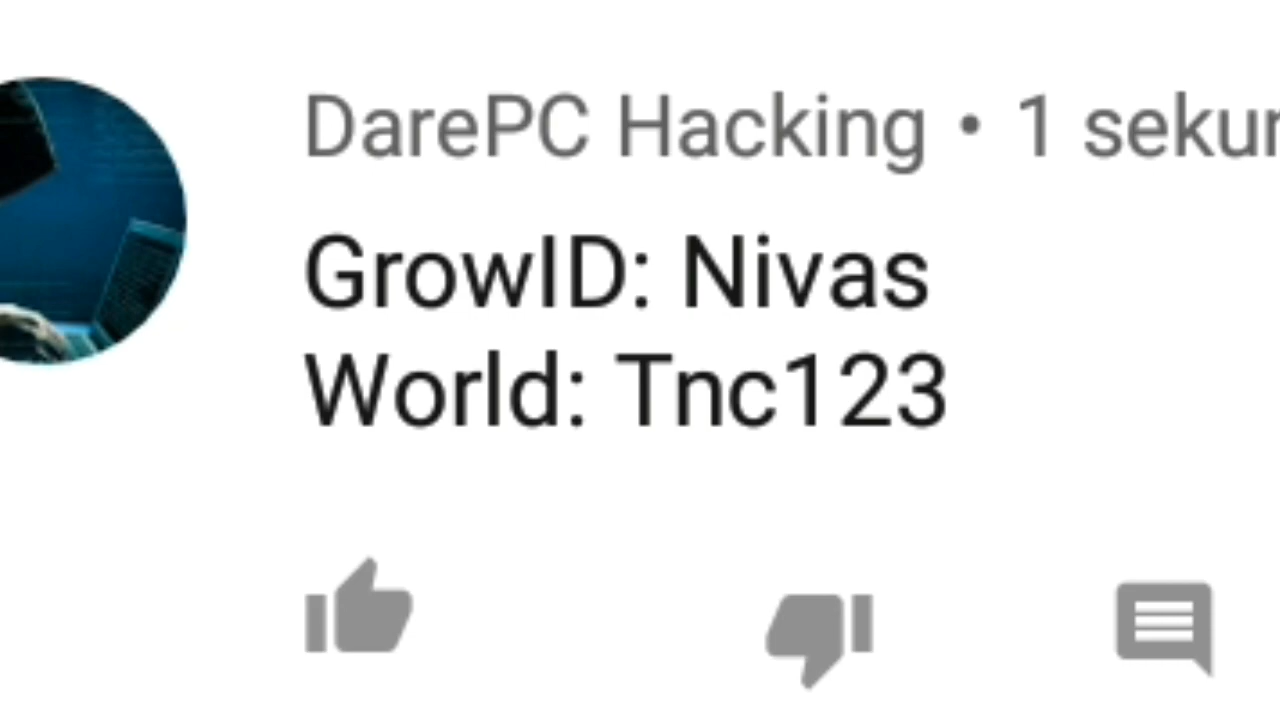 DarePC Hacking • 1 sekun
GrowID: Nivas
World: Tnc123